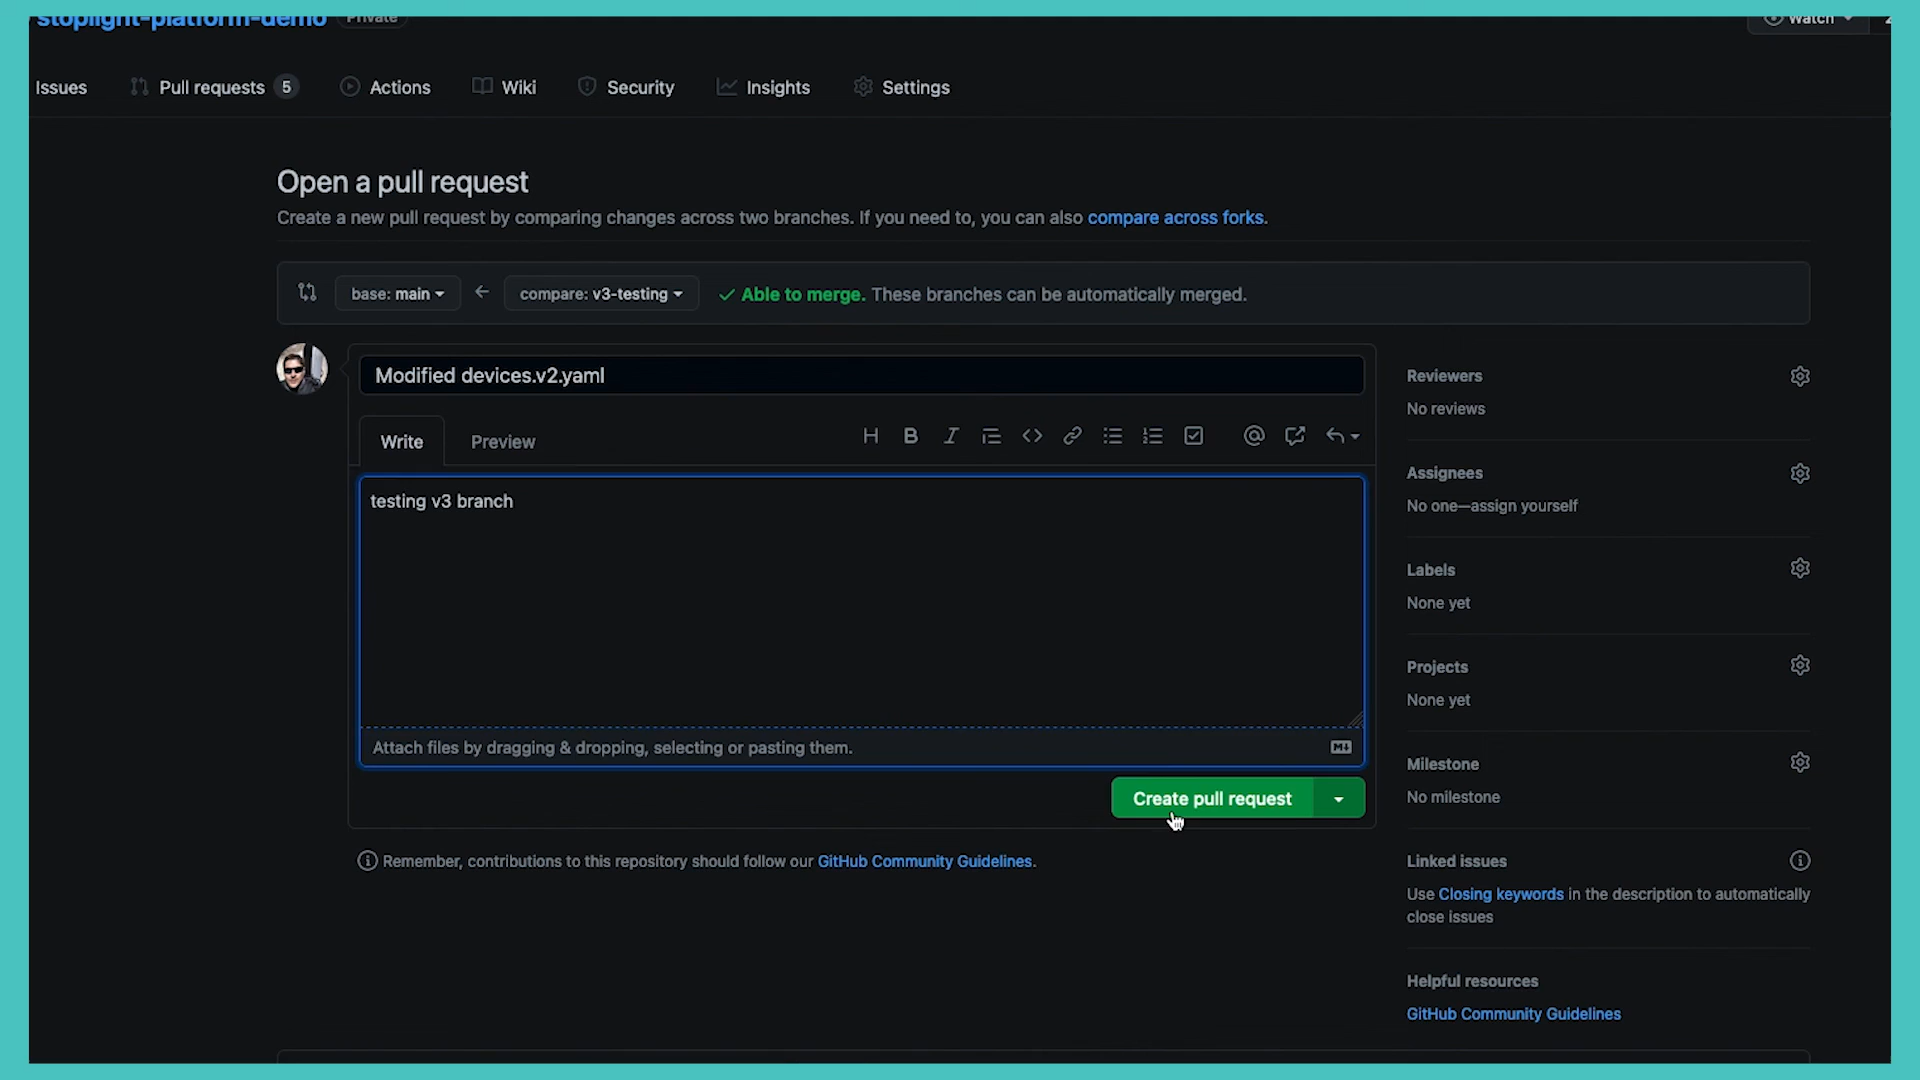 stoplight-platform-demo Private
Watch
Issues Pull requests 5 Actions Wiki Security Insights Settings
Open a pull request
Create a new pull request by comparing changes across two branches. If you need to, you can also compare across forks.
base: main compare: v3-testing Able to merge. These branches can be automatically merged.
Modified devices.v2.yaml
Write Preview
testing v3 branch
Attach files by dragging & dropping, selecting or pasting them.
Create pull request
Remember, contributions to this repository should follow our GitHub Community Guidelines.
Reviewers
No reviews
Assignees
No one—assign yourself
Labels
None yet
Projects
None yet
Milestone
No milestone
Linked issues
Use Closing keywords in the description to automatically
close issues
Helpful resources
GitHub Community Guidelines